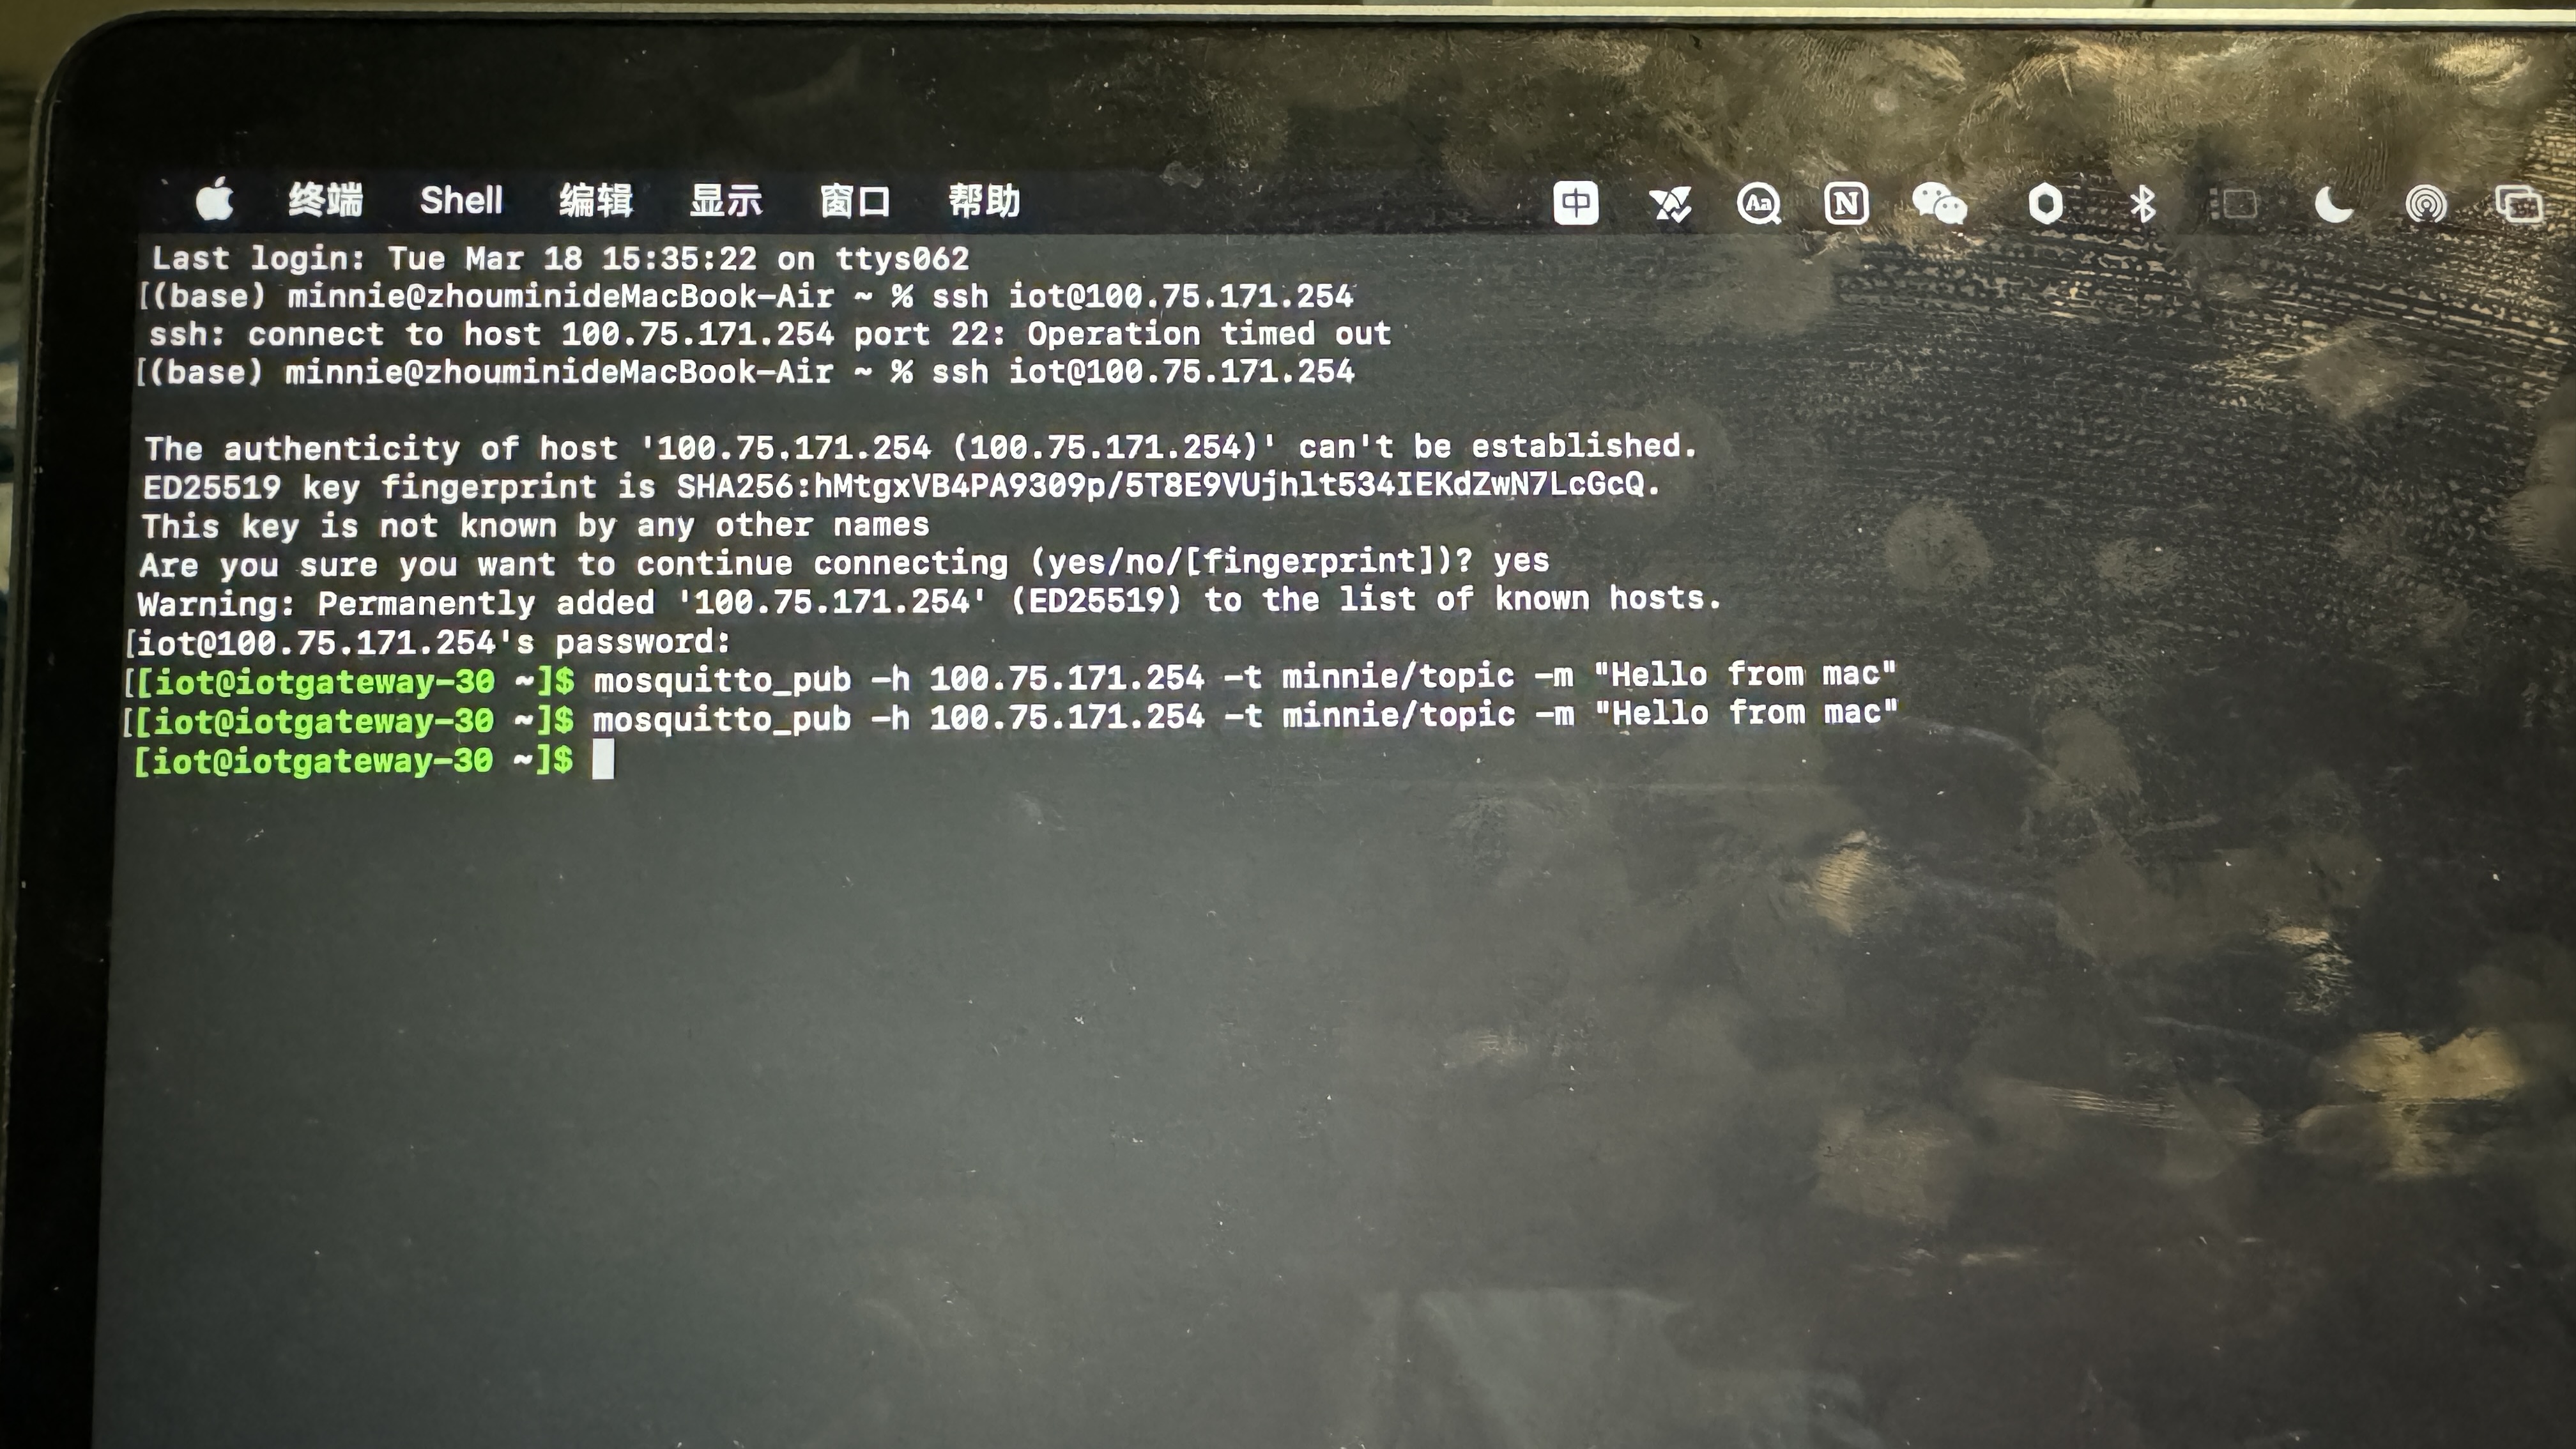 终端 Shell 编辑 显示 窗口 帮助 中 Aa N
Last login: Tue Mar 18 15:35:22 on ttys062
[(base) minnie@zhouminideMacBook-Air ~ % ssh iot@100.75.171.254
ssh: connect to host 100.75.171.254 port 22: Operation timed out
[(base) minnie@zhouminideMacBook-Air ~ % ssh iot@100.75.171.254
The authenticity of host '100.75.171.254 (100.75.171.254)' can't be established.
ED25519 key fingerprint is SHA256:hMtgxVB4PA9309p/5T8E9VUjhlt534IEKdZwN7LcGcQ.
This key is not known by any other names
Are you sure you want to continue connecting (yes/no/[fingerprint])? yes
Warning: Permanently added '100.75.171.254' (ED25519) to the list of known hosts.
[iot@100.75.171.254's password:
[[iot@iotgateway-30 ~]$ mosquitto_pub -h 100.75.171.254 -t minnie/topic -m "Hello from mac"
[[iot@iotgateway-30 ~]$ mosquitto_pub -h 100.75.171.254 -t minnie/topic -m "Hello from mac"
[iot@iotgateway-30 ~]$